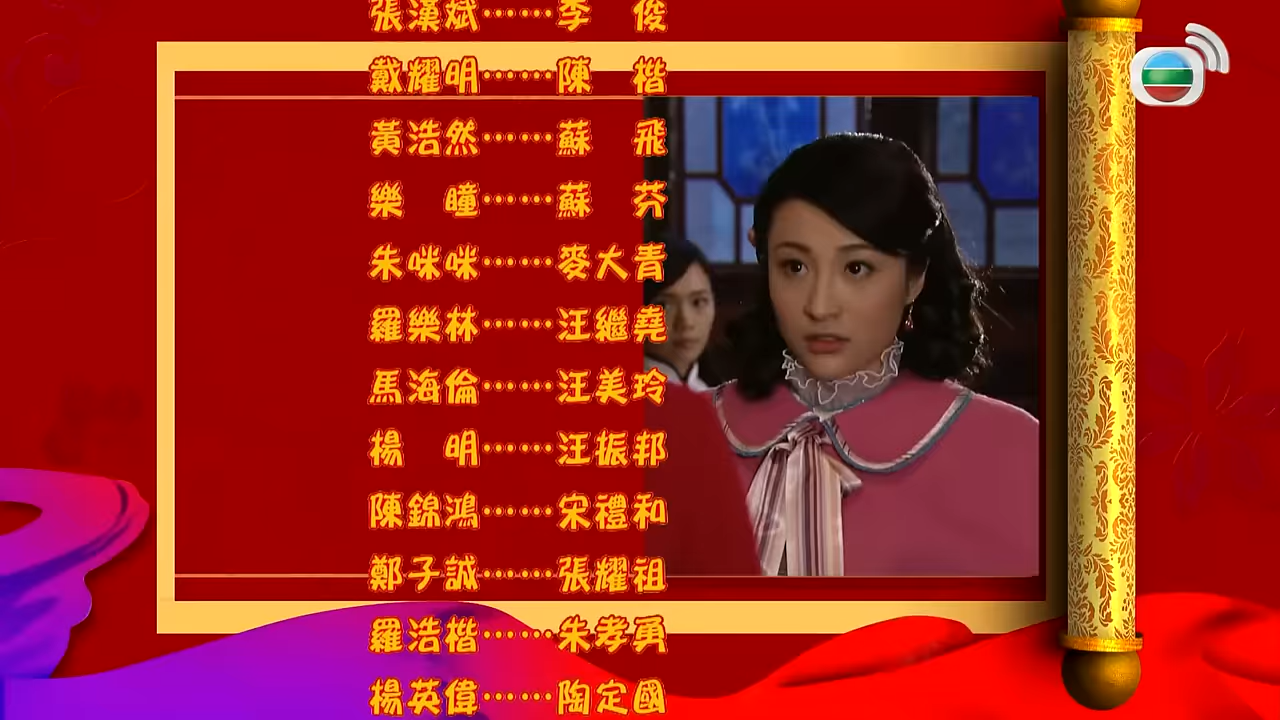 張漢斌⋯⋯李　俊
戴耀明⋯⋯陳　楷
黃浩然⋯⋯蘇　飛
樂　瞳⋯⋯蘇　芬
朱咪咪⋯⋯麥大青
羅樂林⋯⋯汪繼堯
馬海倫⋯⋯汪美玲
楊　明⋯⋯汪振邦
陳錦鴻⋯⋯宋禮和
鄭子誠⋯⋯張耀祖
羅浩楷⋯⋯朱孝勇
楊英偉⋯⋯陶定國